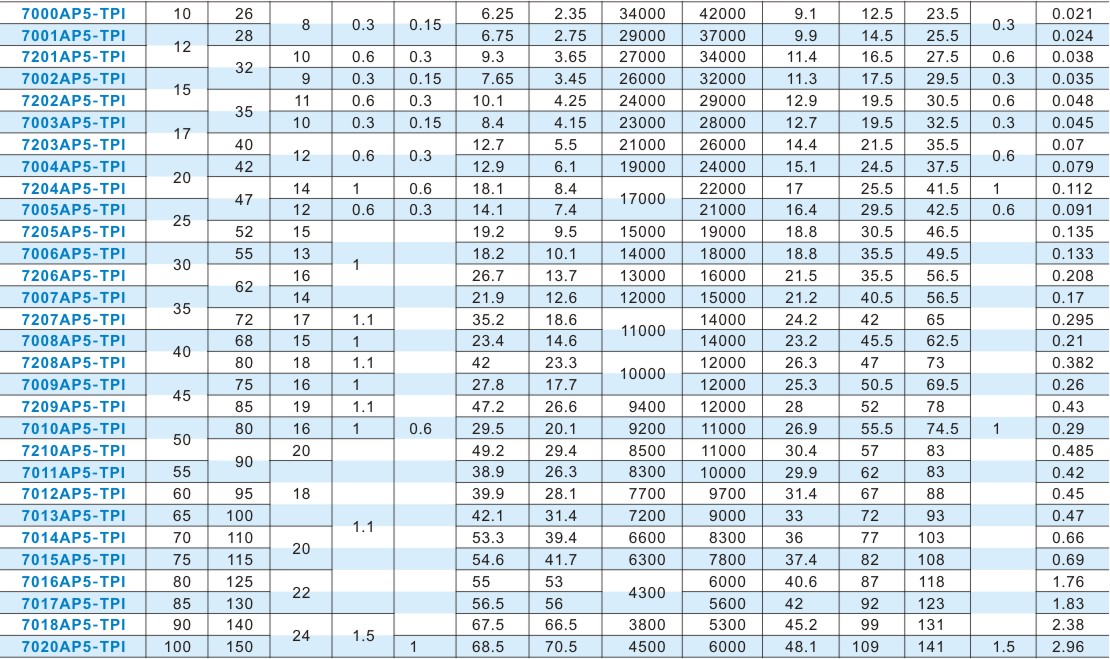 7000AP5-TPI 10 26 8 0.3 0.15 6.25 2.35 34000 42000 9.1 12.5 23.5 0.3 0.021
7001AP5-TPI 12 28 6.75 2.75 29000 37000 9.9 14.5 25.5 0.024
7201AP5-TPI 32 10 0.6 0.3 9.3 3.65 27000 34000 11.4 16.5 27.5 0.6 0.038
7002AP5-TPI 15 9 0.3 0.15 7.65 3.45 26000 32000 11.3 17.5 29.5 0.3 0.035
7202AP5-TPI 35 11 0.6 0.3 10.1 4.25 24000 29000 12.9 19.5 30.5 0.6 0.048
7003AP5-TPI 17 10 0.3 0.15 8.4 4.15 23000 28000 12.7 19.5 32.5 0.3 0.045
7203AP5-TPI 40 12 0.6 0.3 12.7 5.5 21000 26000 14.4 21.5 35.5 0.6 0.07
7004AP5-TPI 20 42 12.9 6.1 19000 24000 15.1 24.5 37.5 0.079
7204AP5-TPI 47 14 1 0.6 18.1 8.4 17000 22000 17 25.5 41.5 1 0.112
7005AP5-TPI 25 12 0.6 0.3 14.1 7.4 21000 16.4 29.5 42.5 0.6 0.091
7205AP5-TPI 52 15 19.2 9.5 15000 19000 18.8 30.5 46.5 0.135
7006AP5-TPI 30 55 13 1 18.2 10.1 14000 18000 18.8 35.5 49.5 0.133
7206AP5-TPI 62 16 26.7 13.7 13000 16000 21.5 35.5 56.5 0.208
7007AP5-TPI 35 14 21.9 12.6 12000 15000 21.2 40.5 56.5 0.17
7207AP5-TPI 72 17 1.1 35.2 18.6 11000 14000 24.2 42 65 0.295
7008AP5-TPI 40 68 15 1 23.4 14.6 14000 23.2 45.5 62.5 0.21
7208AP5-TPI 80 18 1.1 42 23.3 10000 12000 26.3 47 73 0.382
7009AP5-TPI 45 75 16 1 27.8 17.7 12000 25.3 50.5 69.5 0.26
7209AP5-TPI 85 19 1.1 47.2 26.6 9400 12000 28 52 78 0.43
7010AP5-TPI 50 80 16 1 0.6 29.5 20.1 9200 11000 26.9 55.5 74.5 1 0.29
7210AP5-TPI 90 20 49.2 29.4 8500 11000 30.4 57 83 0.485
7011AP5-TPI 55 38.9 26.3 8300 10000 29.9 62 83 0.42
7012AP5-TPI 60 95 18 39.9 28.1 7700 9700 31.4 67 88 0.45
7013AP5-TPI 65 100 1.1 42.1 31.4 7200 9000 33 72 93 0.47
7014AP5-TPI 70 110 20 53.3 39.4 6600 8300 36 77 103 0.66
7015AP5-TPI 75 115 54.6 41.7 6300 7800 37.4 82 108 0.69
7016AP5-TPI 80 125 22 55 53 4300 6000 40.6 87 118 1.76
7017AP5-TPI 85 130 56.5 56 5600 42 92 123 1.83
7018AP5-TPI 90 140 24 1.5 67.5 66.5 3800 5300 45.2 99 131 2.38
7020AP5-TPI 100 150 1 68.5 70.5 4500 6000 48.1 109 141 1.5 2.96